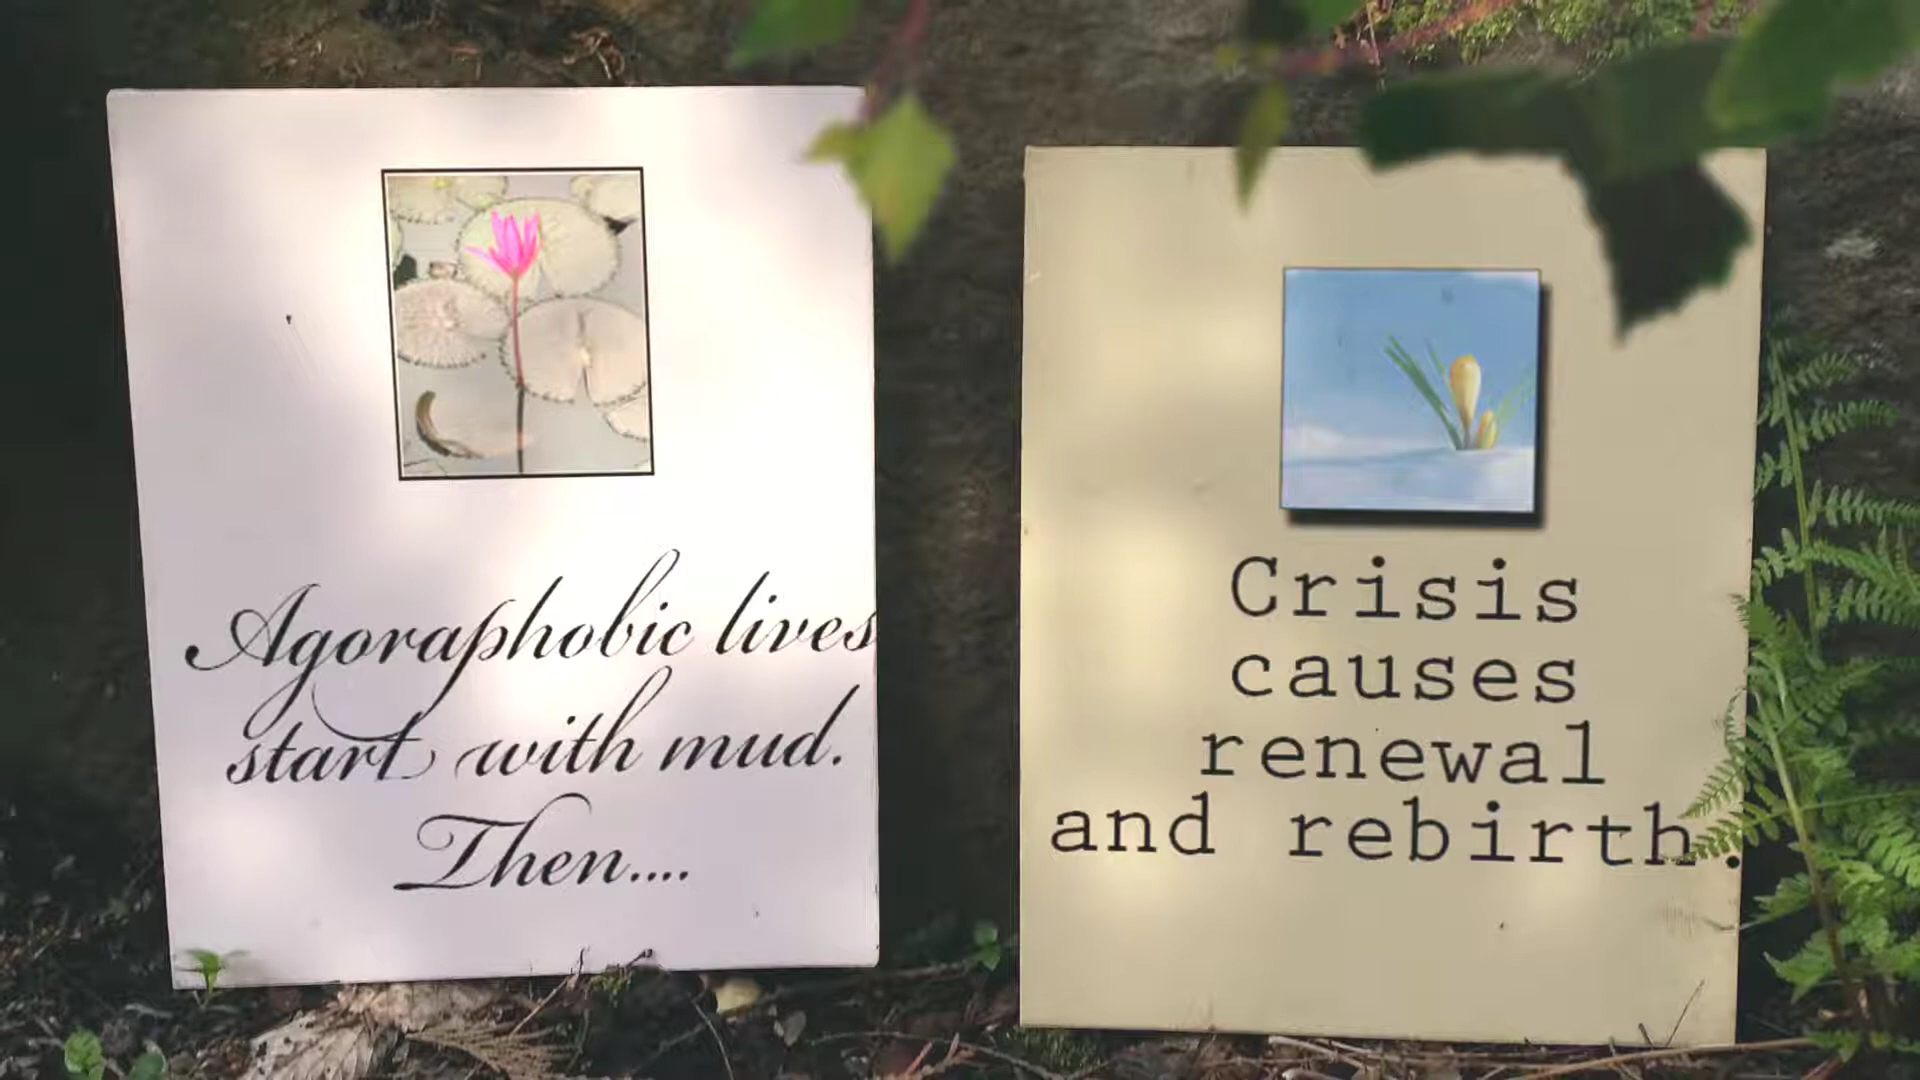 Agoraphobic lives
start with mud.
Then....
Crisis
causes
renewal
and rebirth.